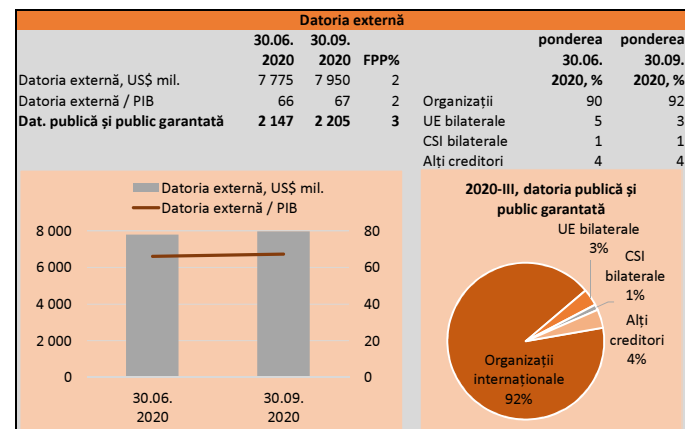 Datoria externă
30.06. 30.09.
2020 2020 FPP%
Datoria externă, US$ mil. 7 775 7 950 2
Datoria externă / PIB 66 67 2
Dat. publică și public garantată 2 147 2 205 3
ponderea ponderea
30.06. 30.09.
2020, % 2020, %
Organizații 90 92
UE bilaterale 5 3
CSI bilaterale 1 1
Alți creditori 4 4
Datoria externă, US$ mil.
Datoria externă / PIB
8 000 80
6 000 60
4 000 40
2 000 20
0 0
30.06. 30.09.
2020 2020
2020-III, datoria publică și
public garantată
UE bilaterale
3%
CSI
bilaterale
1%
Alți
creditori
4%
Organizații
internaționale
92%